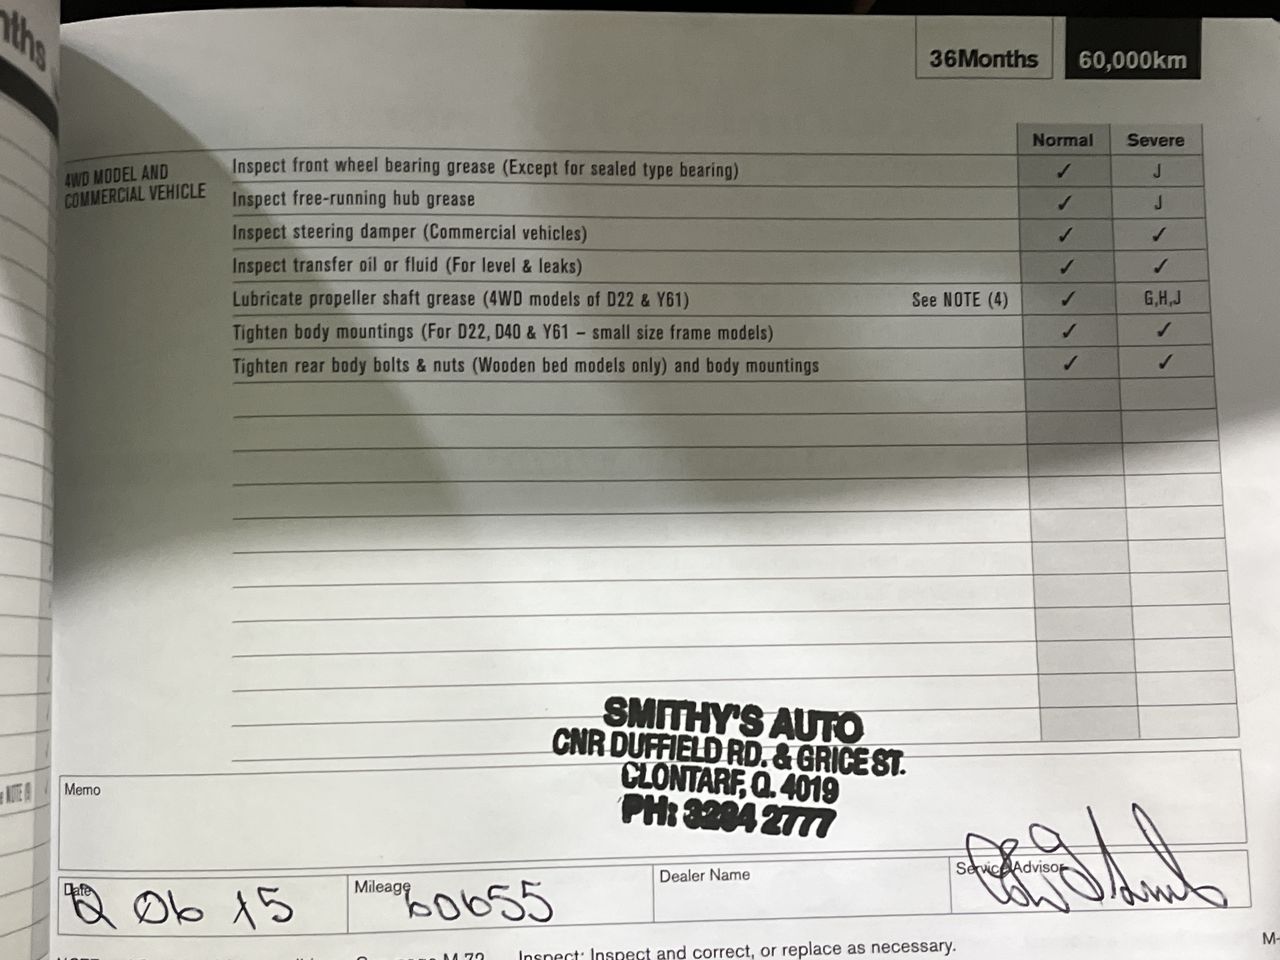 nths
36Months 60,000km
Normal Severe
4WD MODEL AND
COMMERCIAL VEHICLE
Inspect front wheel bearing grease (Except for sealed type bearing) ✓ J
Inspect free-running hub grease ✓ J
Inspect steering damper (Commercial vehicles) ✓ ✓
Inspect transfer oil or fluid (For level & leaks) ✓ ✓
Lubricate propeller shaft grease (4WD models of D22 & Y61) See NOTE (4) ✓ G,H,J
Tighten body mountings (For D22, D40 & Y61 – small size frame models) ✓ ✓
Tighten rear body bolts & nuts (Wooden bed models only) and body mountings ✓ ✓
SMITHY'S AUTO
CNR DUFFIELD RD. & GRICE ST.
CLONTARF, Q. 4019
PH: 3284 2777
Memo
Date 2 06 15
Mileage 60655
Dealer Name
Service Advisor
Inspect: Inspect and correct, or replace as necessary.